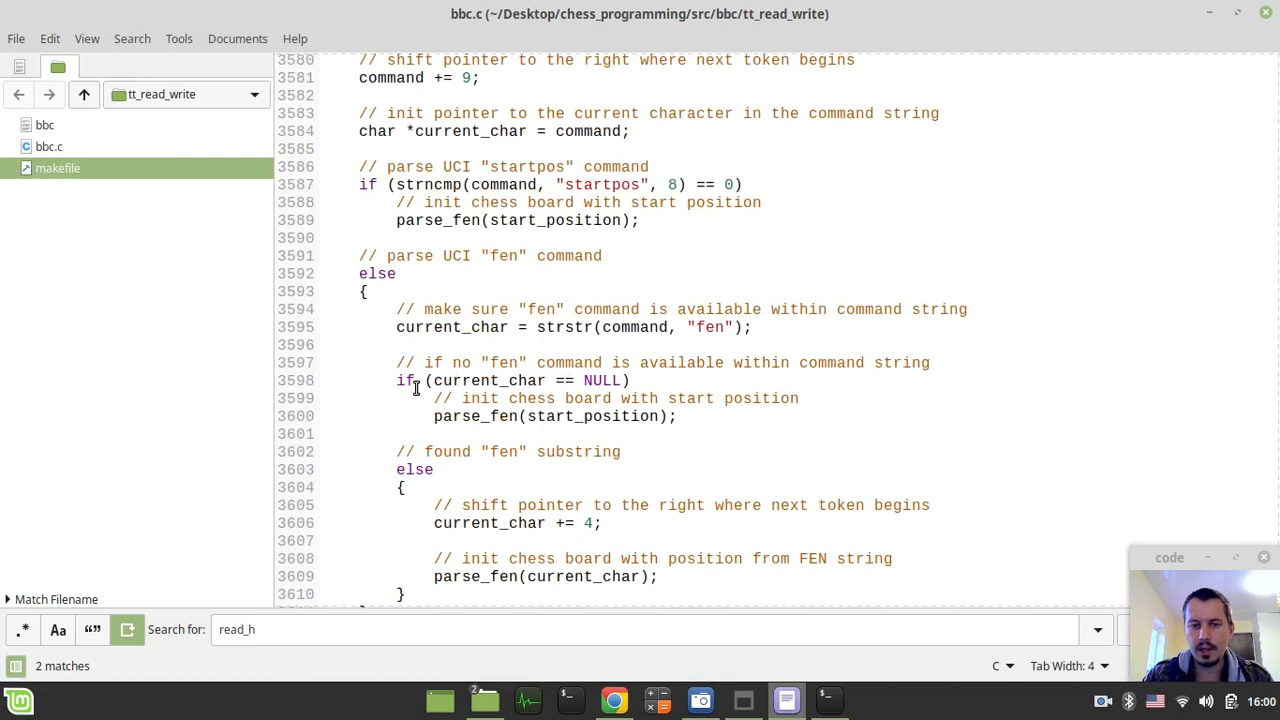 bbc.c (~/Desktop/chess_programming/src/bbc/tt_read_write)
File Edit View Search Tools Documents Help
tt_read_write
bbc
bbc.c
makefile
Match Filename
3580 // shift pointer to the right where next token begins
3581 command += 9;
3582
3583 // init pointer to the current character in the command string
3584 char *current_char = command;
3585
3586 // parse UCI "startpos" command
3587 if (strncmp(command, "startpos", 8) == 0)
3588 // init chess board with start position
3589 parse_fen(start_position);
3590
3591 // parse UCI "fen" command
3592 else
3593 {
3594 // make sure "fen" command is available within command string
3595 current_char = strstr(command, "fen");
3596
3597 // if no "fen" command is available within command string
3598 if (current_char == NULL)
3599 // init chess board with start position
3600 parse_fen(start_position);
3601
3602 // found "fen" substring
3603 else
3604 {
3605 // shift pointer to the right where next token begins
3606 current_char += 4;
3607
3608 // init chess board with position from FEN string
3609 parse_fen(current_char);
3610 }
code
.* Aa “” Search for: read_h
2 matches C Tab Width: 4
2 16:00